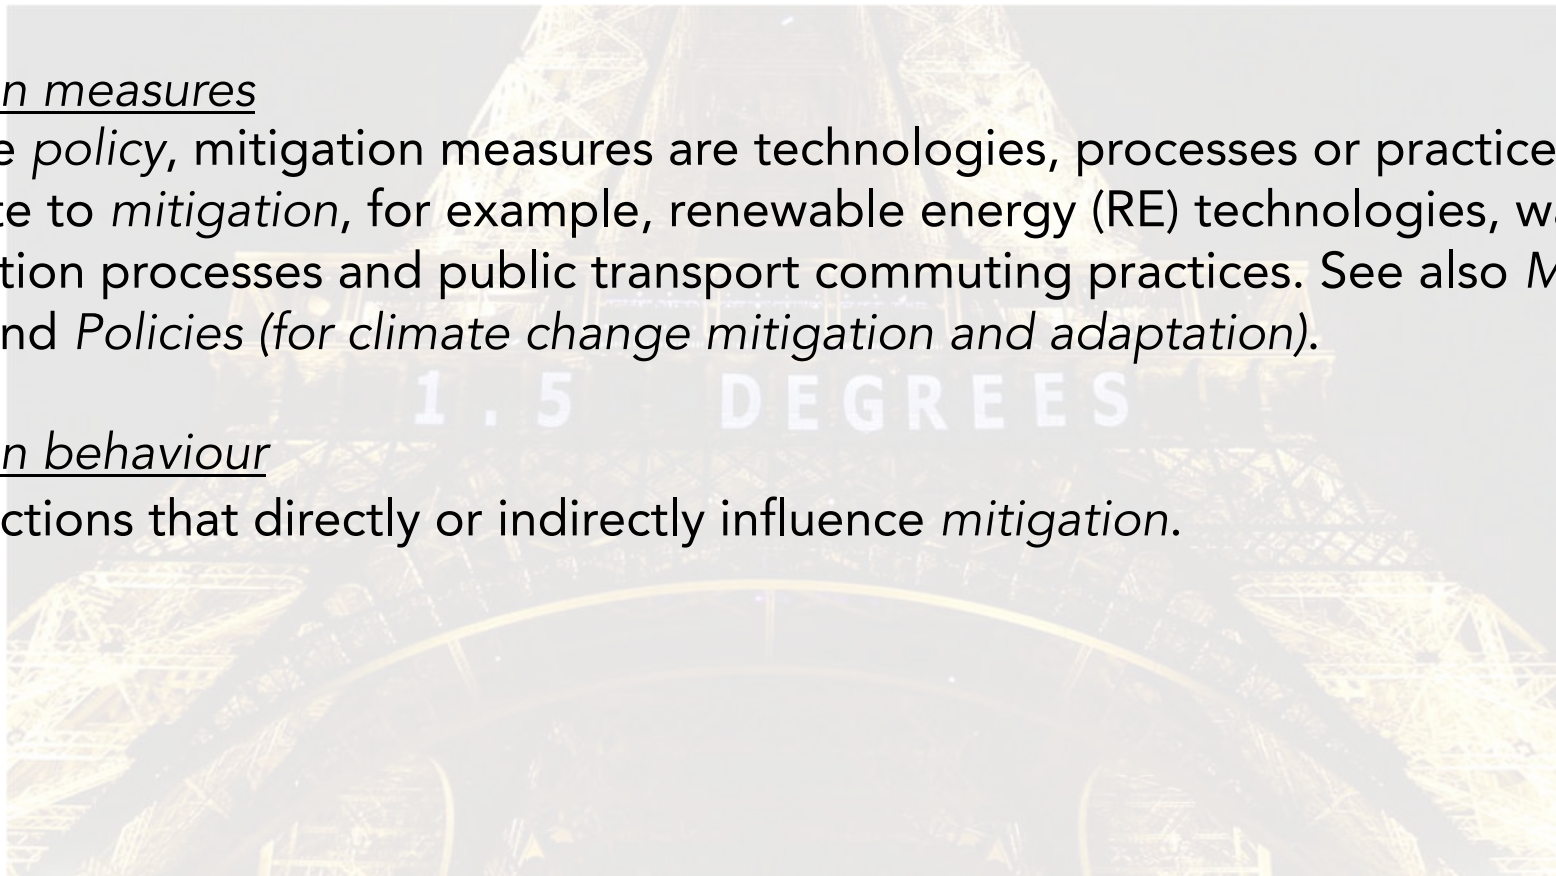 n measures
e policy, mitigation measures are technologies, processes or practice
te to mitigation, for example, renewable energy (RE) technologies, wa
tion processes and public transport commuting practices. See also M
nd Policies (for climate change mitigation and adaptation).
1.5 DEGREES
n behaviour
ctions that directly or indirectly influence mitigation.